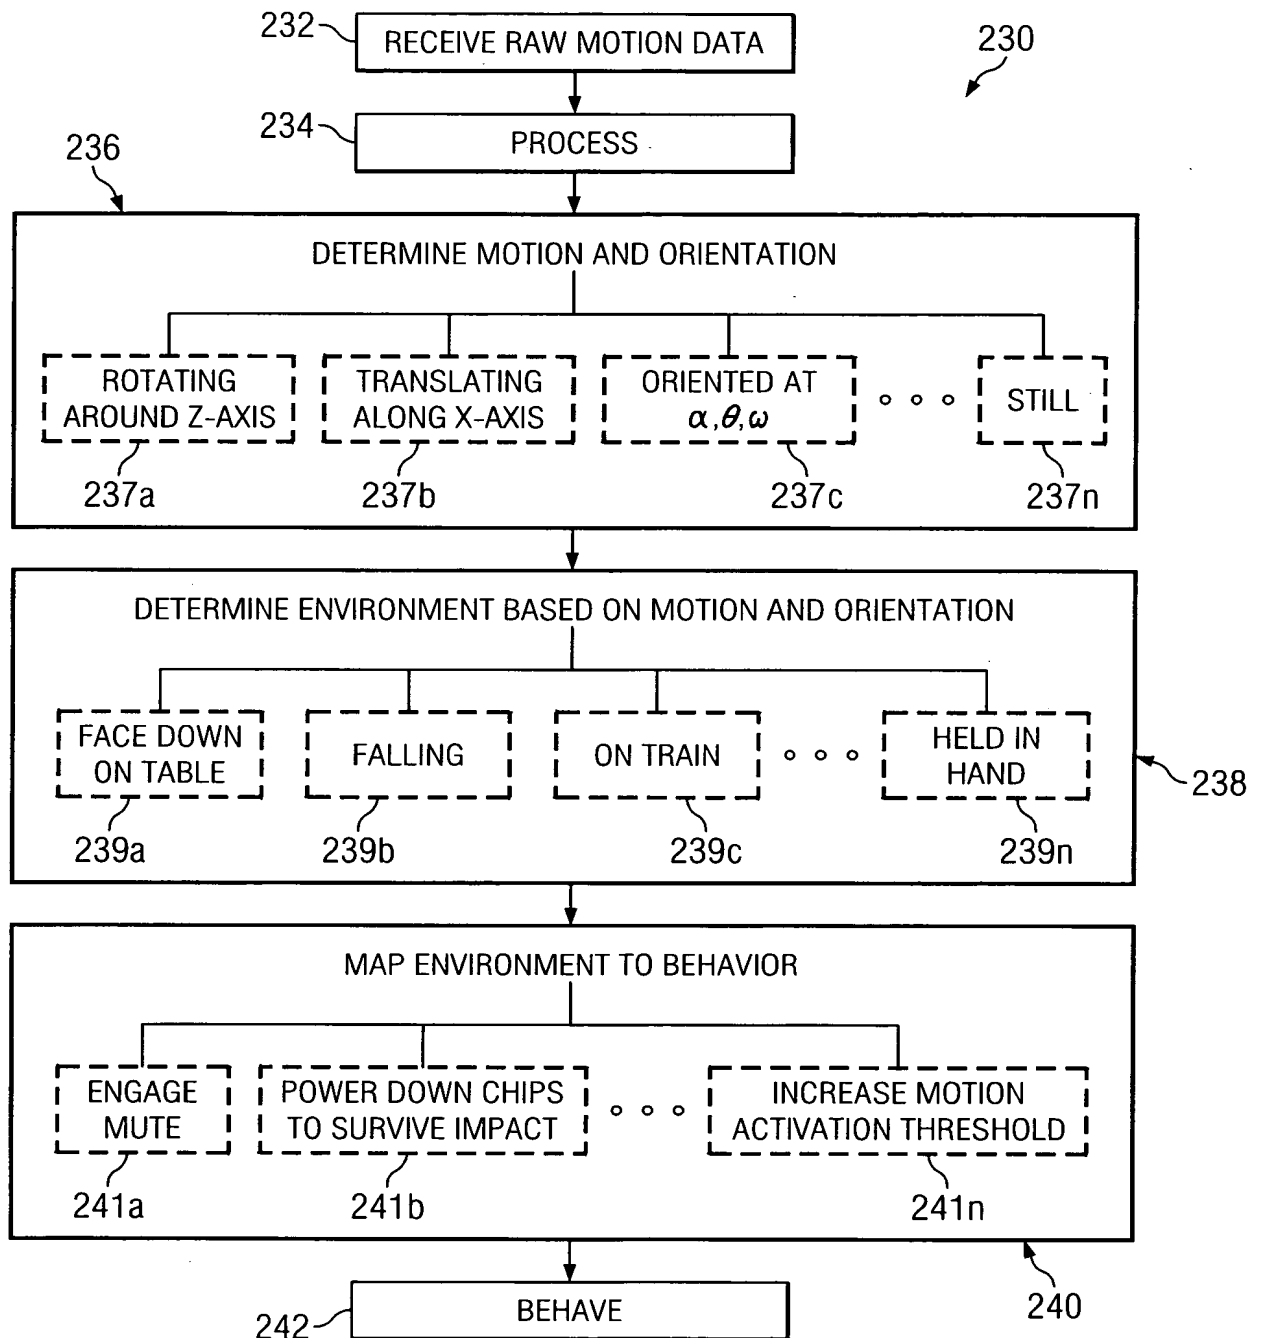 232
RECEIVE RAW MOTION DATA
230
234
PROCESS
236
DETERMINE MOTION AND ORIENTATION
ROTATING
AROUND Z-AXIS
TRANSLATING
ALONG X-AXIS
ORIENTED AT
α,θ,ω
STILL
237a
237b
237c
237n
DETERMINE ENVIRONMENT BASED ON MOTION AND ORIENTATION
FACE DOWN
ON TABLE
FALLING
ON TRAIN
HELD IN
HAND
238
239a
239b
239c
239n
MAP ENVIRONMENT TO BEHAVIOR
ENGAGE
MUTE
POWER DOWN CHIPS
TO SURVIVE IMPACT
INCREASE MOTION
ACTIVATION THRESHOLD
241a
241b
241n
240
242
BEHAVE